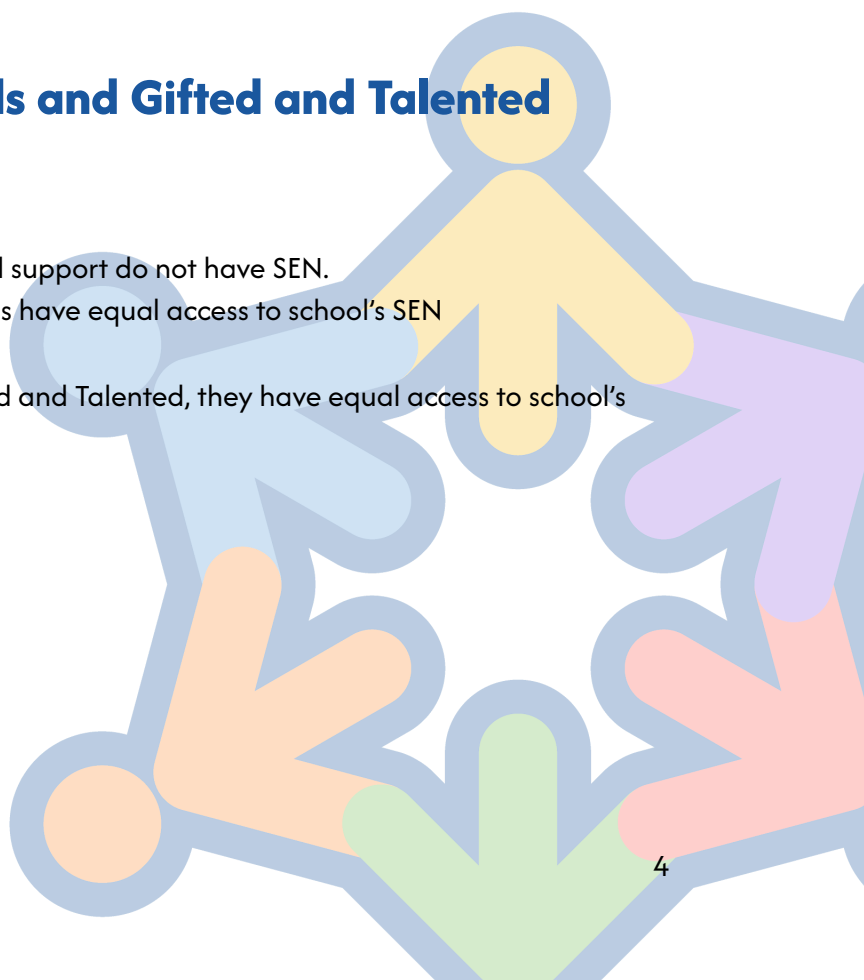 and Gifted and Talented
support do not have SEN.
have equal access to school's SEN
and Talented, they have equal access to school's
4